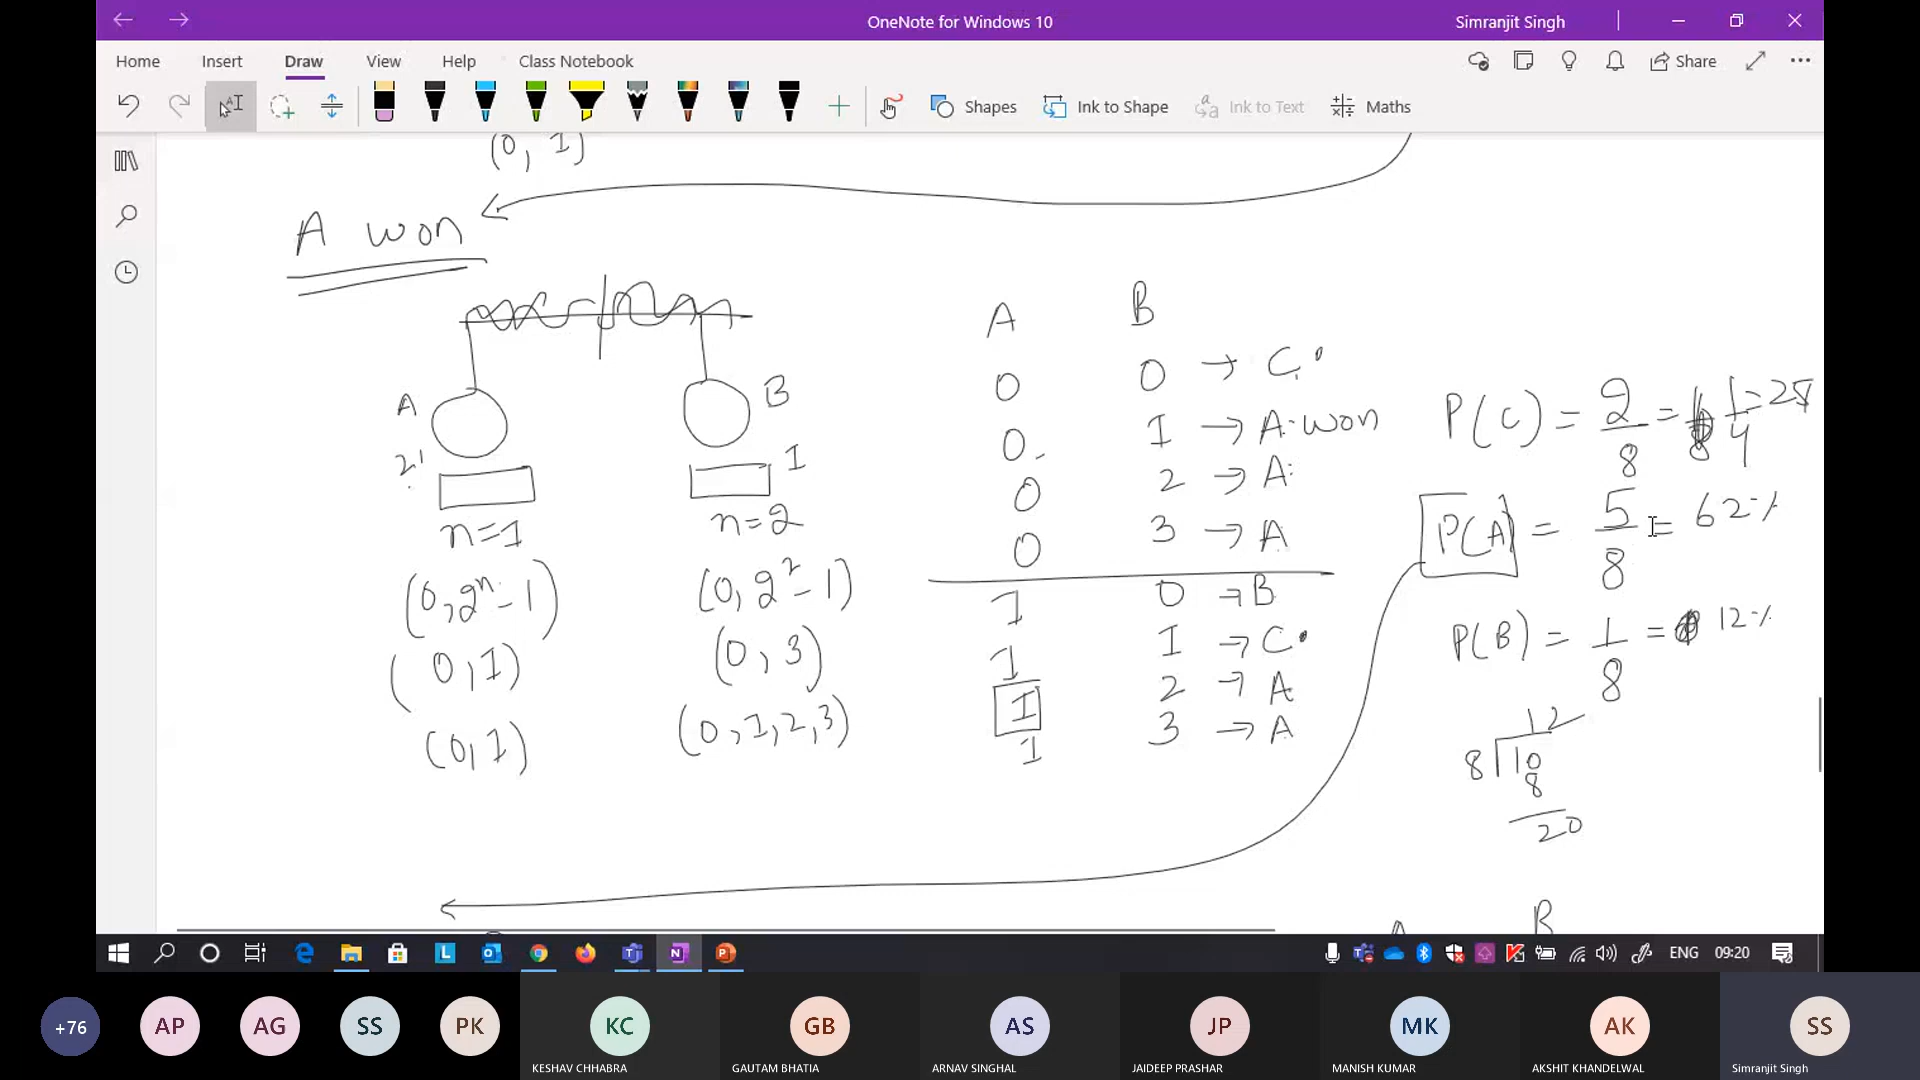 OneNote for Windows 10
Simranjit Singh
Home Insert Draw View Help Class Notebook
Share
Shapes Ink to Shape Ink to Text Maths
(0, 1)
A won
A B
0 0 → C
0 1 → A won
0 2 → A
0 3 → A
1 0 → B
1 1 → C
1 2 → A
1 3 → A
A
2'
n=1
(0, 2ⁿ-1)
(0, 1)
(0, 1)
B
1
n=2
(0, 2²-1)
(0, 3)
(0, 1, 2, 3)
P(C) = 2/8 = 1/4 =
P(A) = 5/8 = 62%
P(B) = 1/8 = 12%
12
8 10
8
20
B
ENG 09:20
+76 AP AG SS PK KC GB AS JP MK AK SS
KESHAV CHHABRA GAUTAM BHATIA ARNAV SINGHAL JAIDEEP PRASHAR MANISH KUMAR AKSHIT KHANDELWAL Simranjit Singh